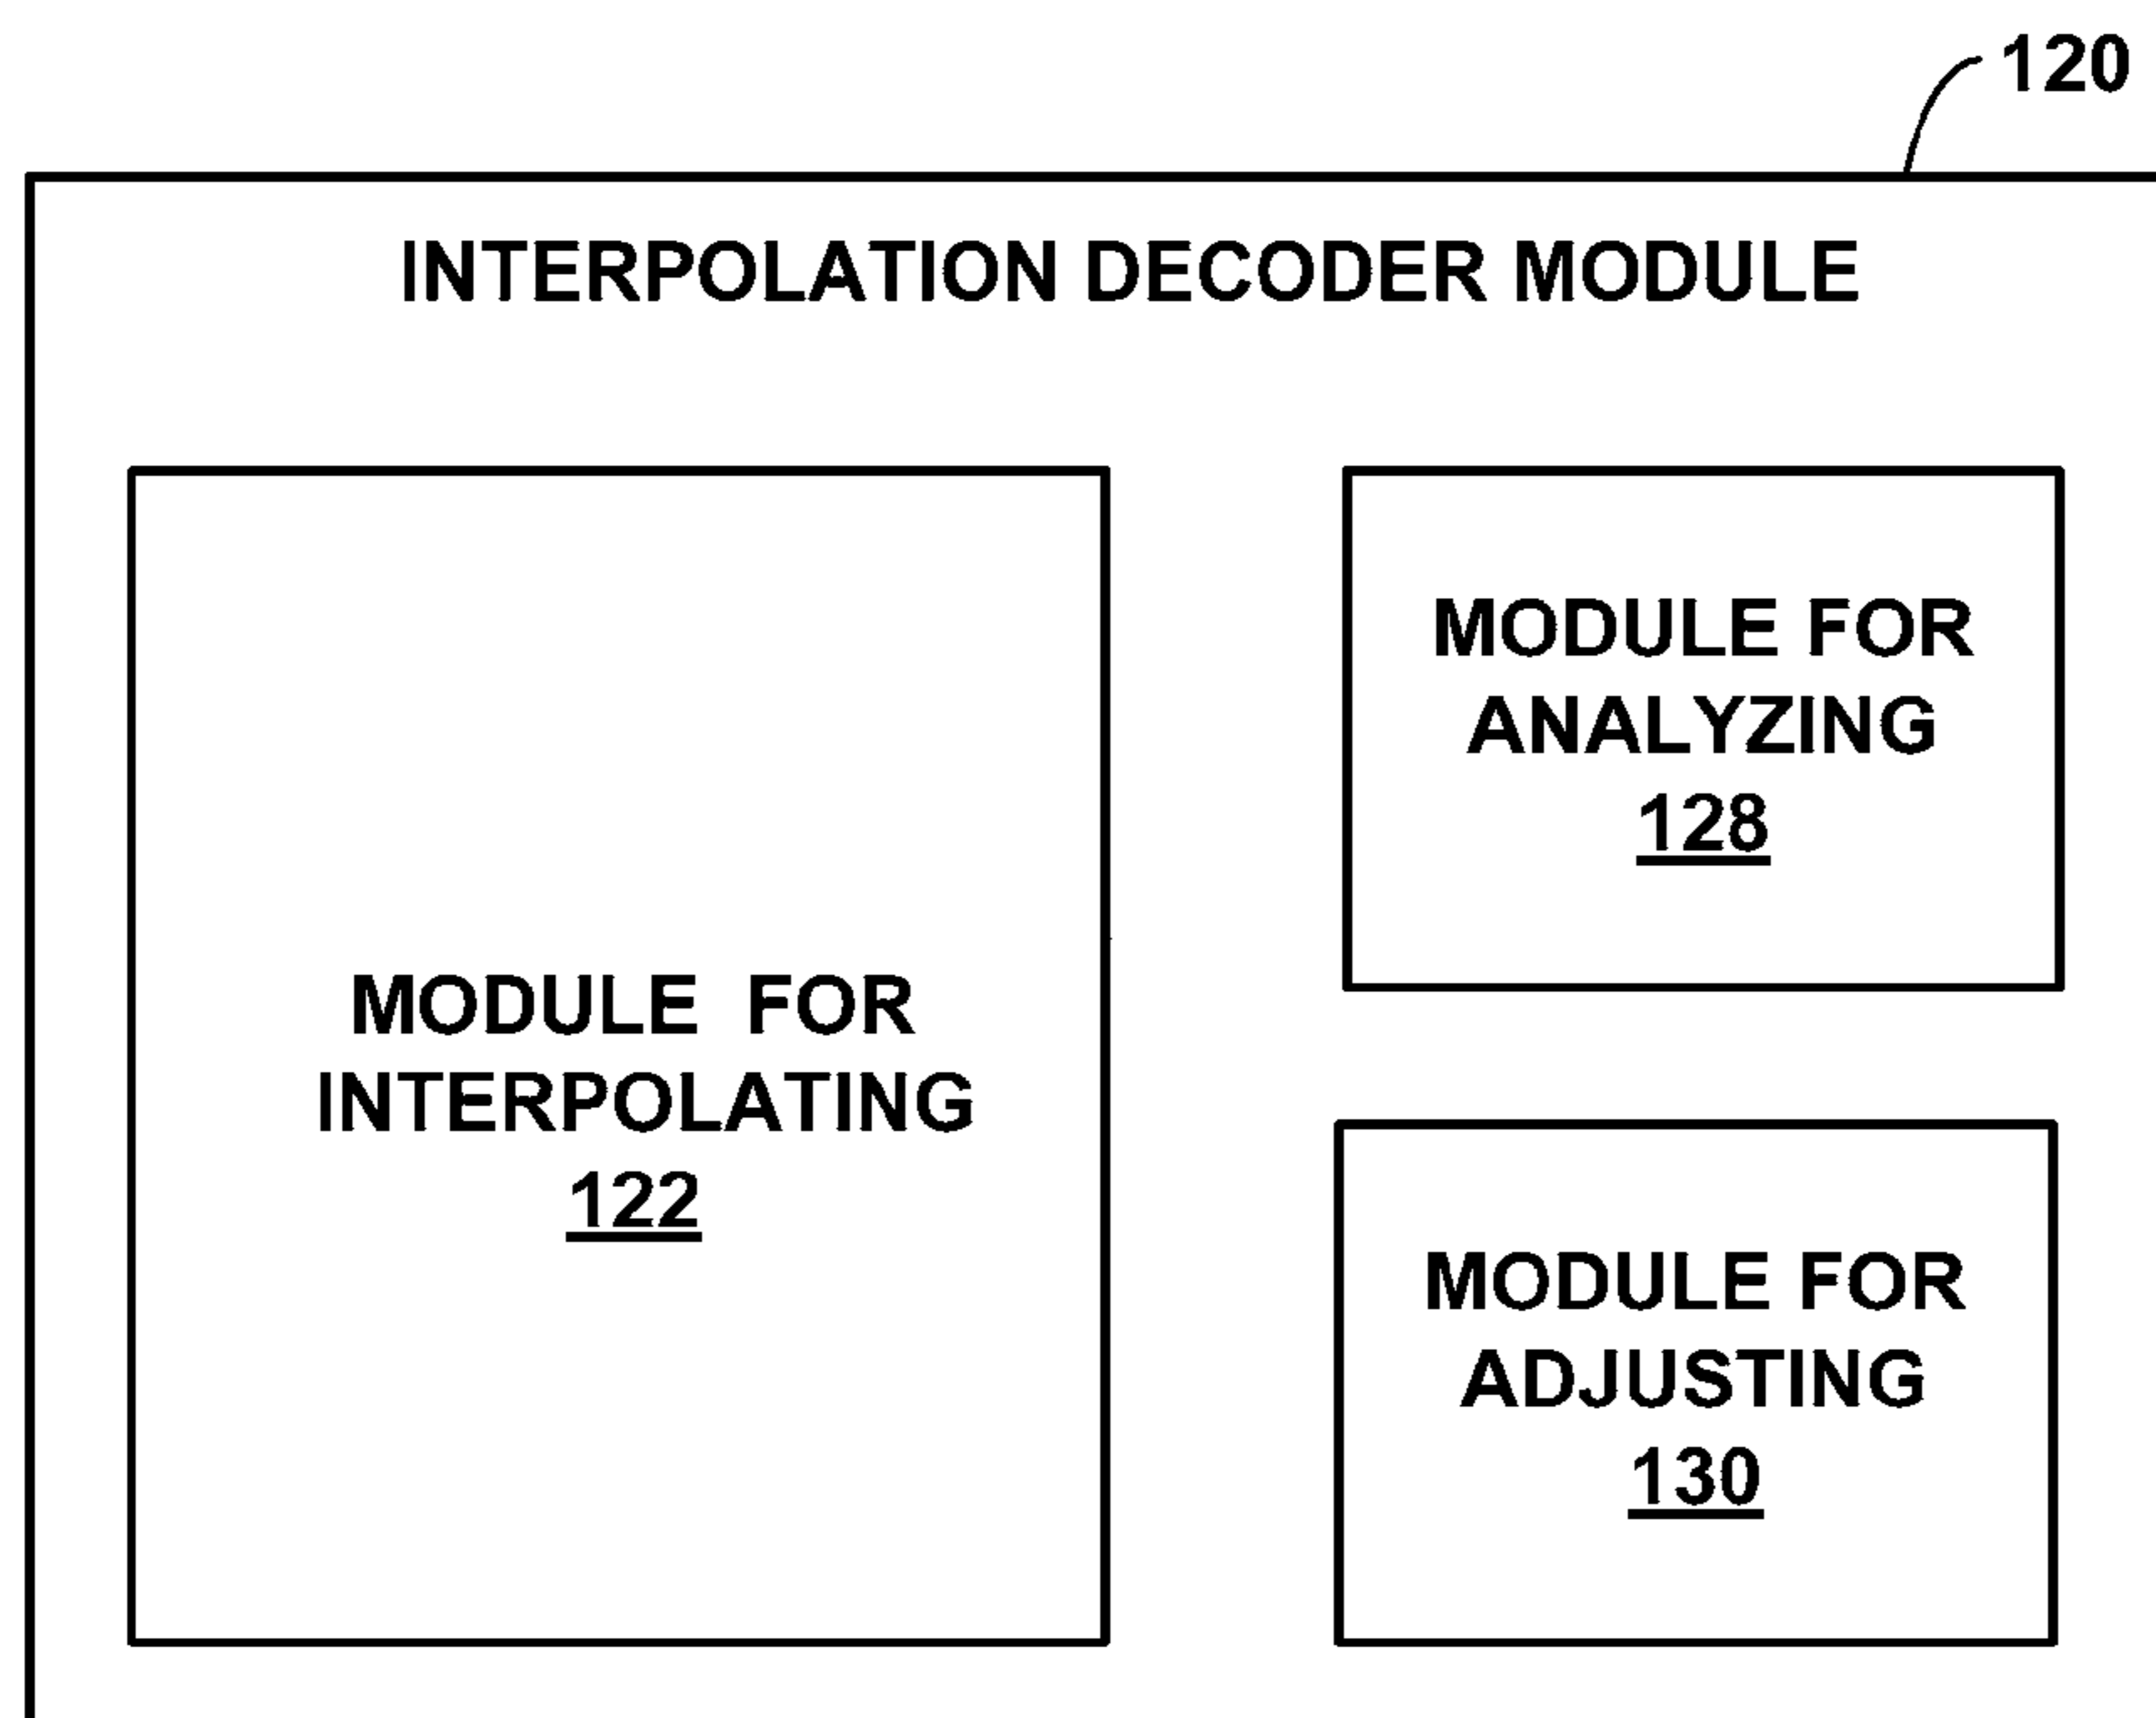 120
INTERPOLATION DECODER MODULE
MODULE FOR
INTERPOLATING
122
MODULE FOR
ANALYZING
128
MODULE FOR
ADJUSTING
130